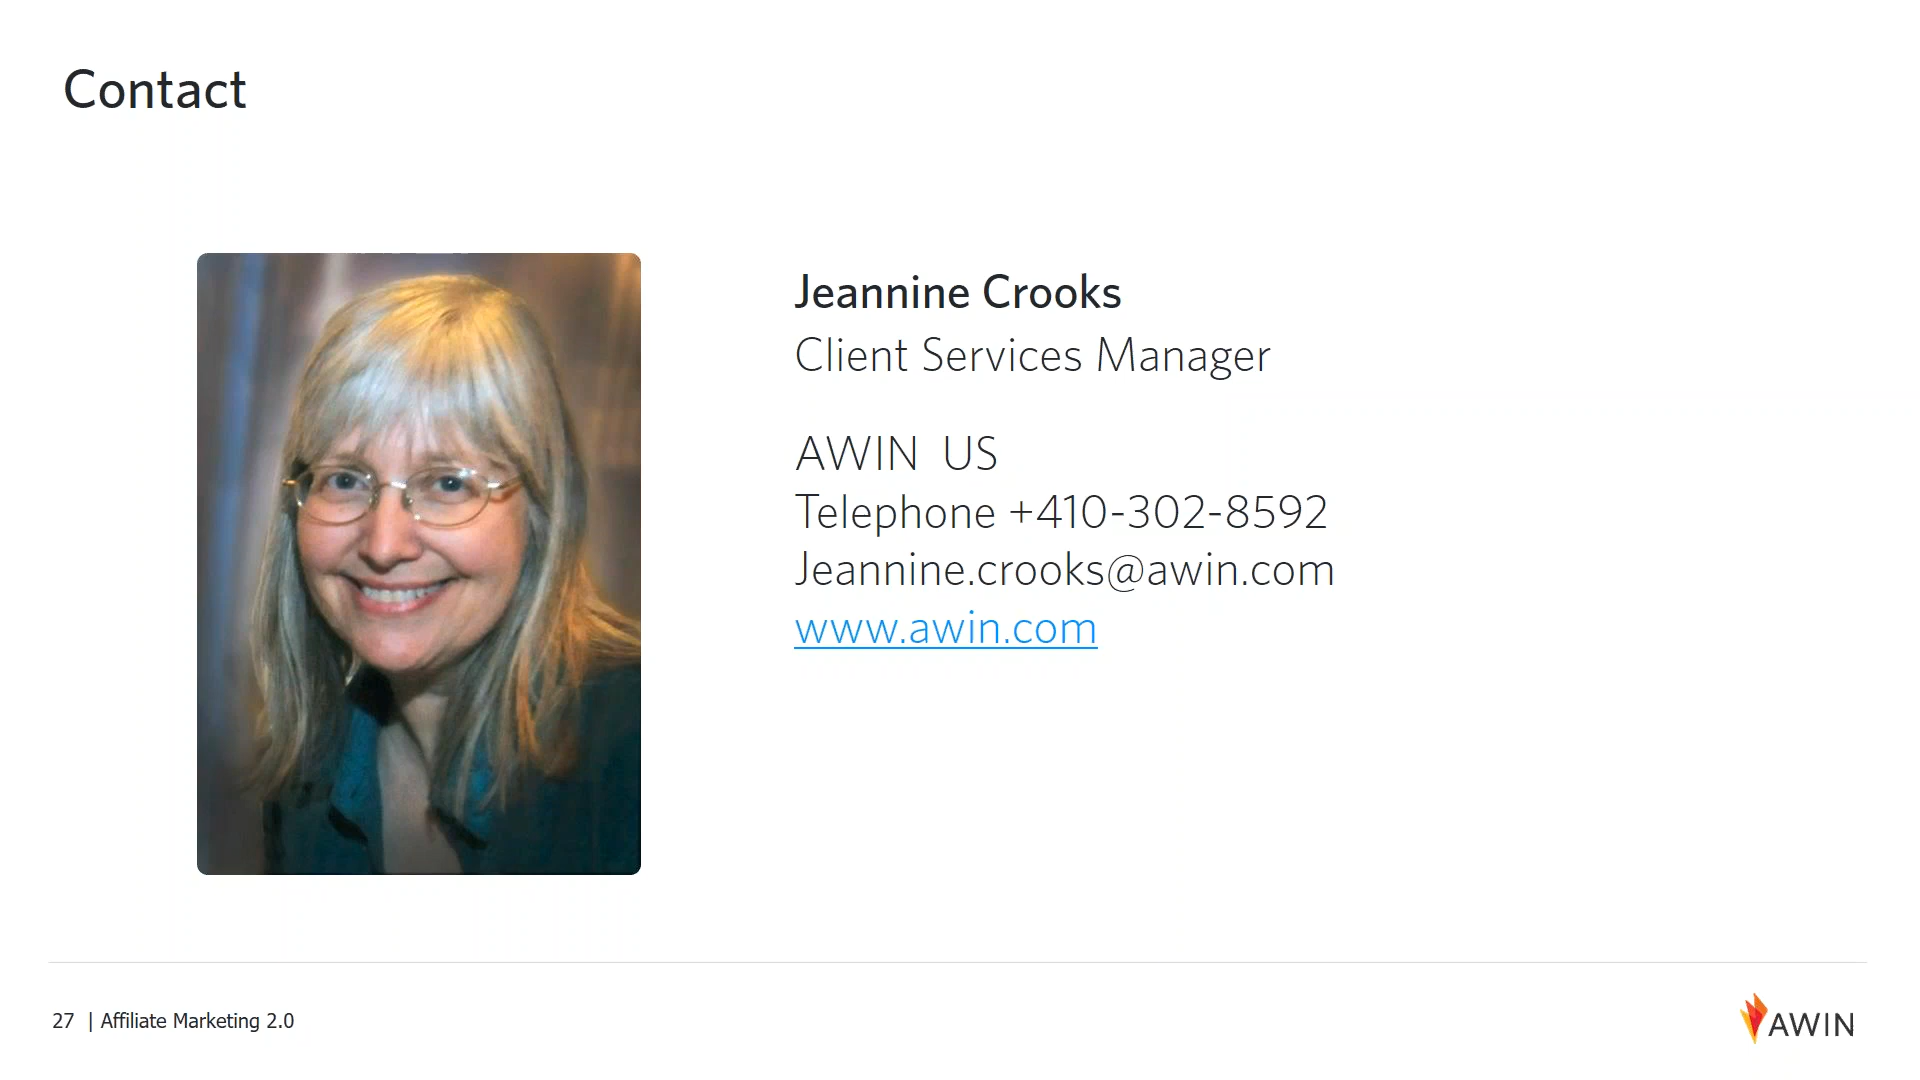 Contact
Jeannine Crooks
Client Services Manager
AWIN  US
Telephone +410-302-8592
Jeannine.crooks@awin.com
www.awin.com
27 | Affiliate Marketing 2.0
AWIN